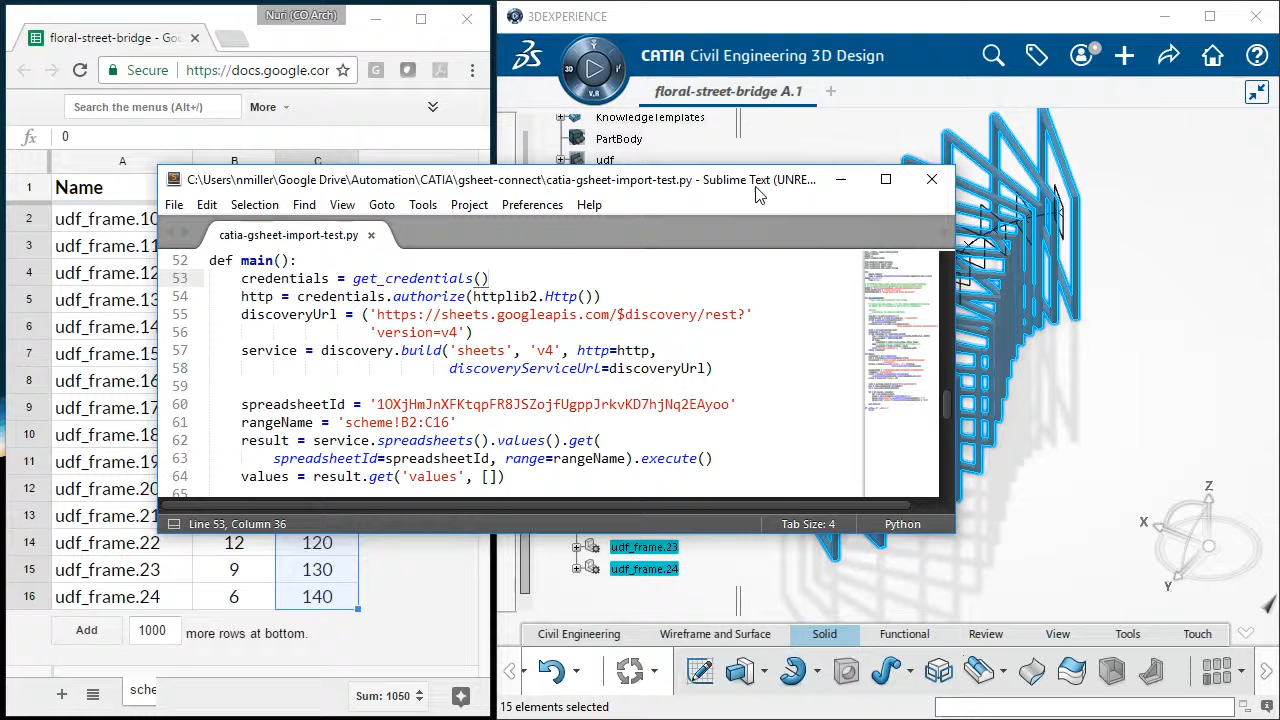 Nuri (CO Arch)
floral-street-bridge - Goo
Secure
https://docs.google.cor
Search the menus (Alt+/)
More
fx
0
A
B
C
1
Name
2
udf_frame.10
3
udf_frame.11
4
udf_frame.12
5
udf_frame.13
6
udf_frame.14
7
udf_frame.15
8
udf_frame.16
9
udf_frame.17
10
udf_frame.18
11
udf_frame.19
12
udf_frame.20
13
udf_frame.21
14
udf_frame.22
12
120
15
udf_frame.23
9
130
16
udf_frame.24
6
140
Add
1000
more rows at bottom.
sche
Sum: 1050
C:\Users\nmiller\Google Drive\Automation\CATIA\gsheet-connect\catia-gsheet-import-test.py - Sublime Text (UNRE...
File
Edit
Selection
Find
View
Goto
Tools
Project
Preferences
Help
catia-gsheet-import-test.py
52 def main():
53 credentials = get_credentials()
54 http = credentials.authorize(httplib2.Http())
55 discoveryUrl = ('https://sheets.googleapis.com/$discovery/rest?'
56 'version=v4')
57 service = discovery.build('sheets', 'v4', http=http,
58 discoveryServiceUrl=discoveryUrl)
59
60 spreadsheetId = '1OXjHmJnXFKtqpFR8JSZojfUgppJrkvKD7hjNq2EAyoo'
61 rangeName = 'scheme!B2:C16'
62 result = service.spreadsheets().values().get(
63 spreadsheetId=spreadsheetId, range=rangeName).execute()
64 values = result.get('values', [])
65
Line 53, Column 36
Tab Size: 4
Python
3DEXPERIENCE
3D
V.R
CATIA Civil Engineering 3D Design
floral-street-bridge A.1
KnowledgeTemplates
PartBody
udf
udf_frame.23
udf_frame.24
Z
X
Y
Civil Engineering
Wireframe and Surface
Solid
Functional
Review
View
Tools
Touch
15 elements selected